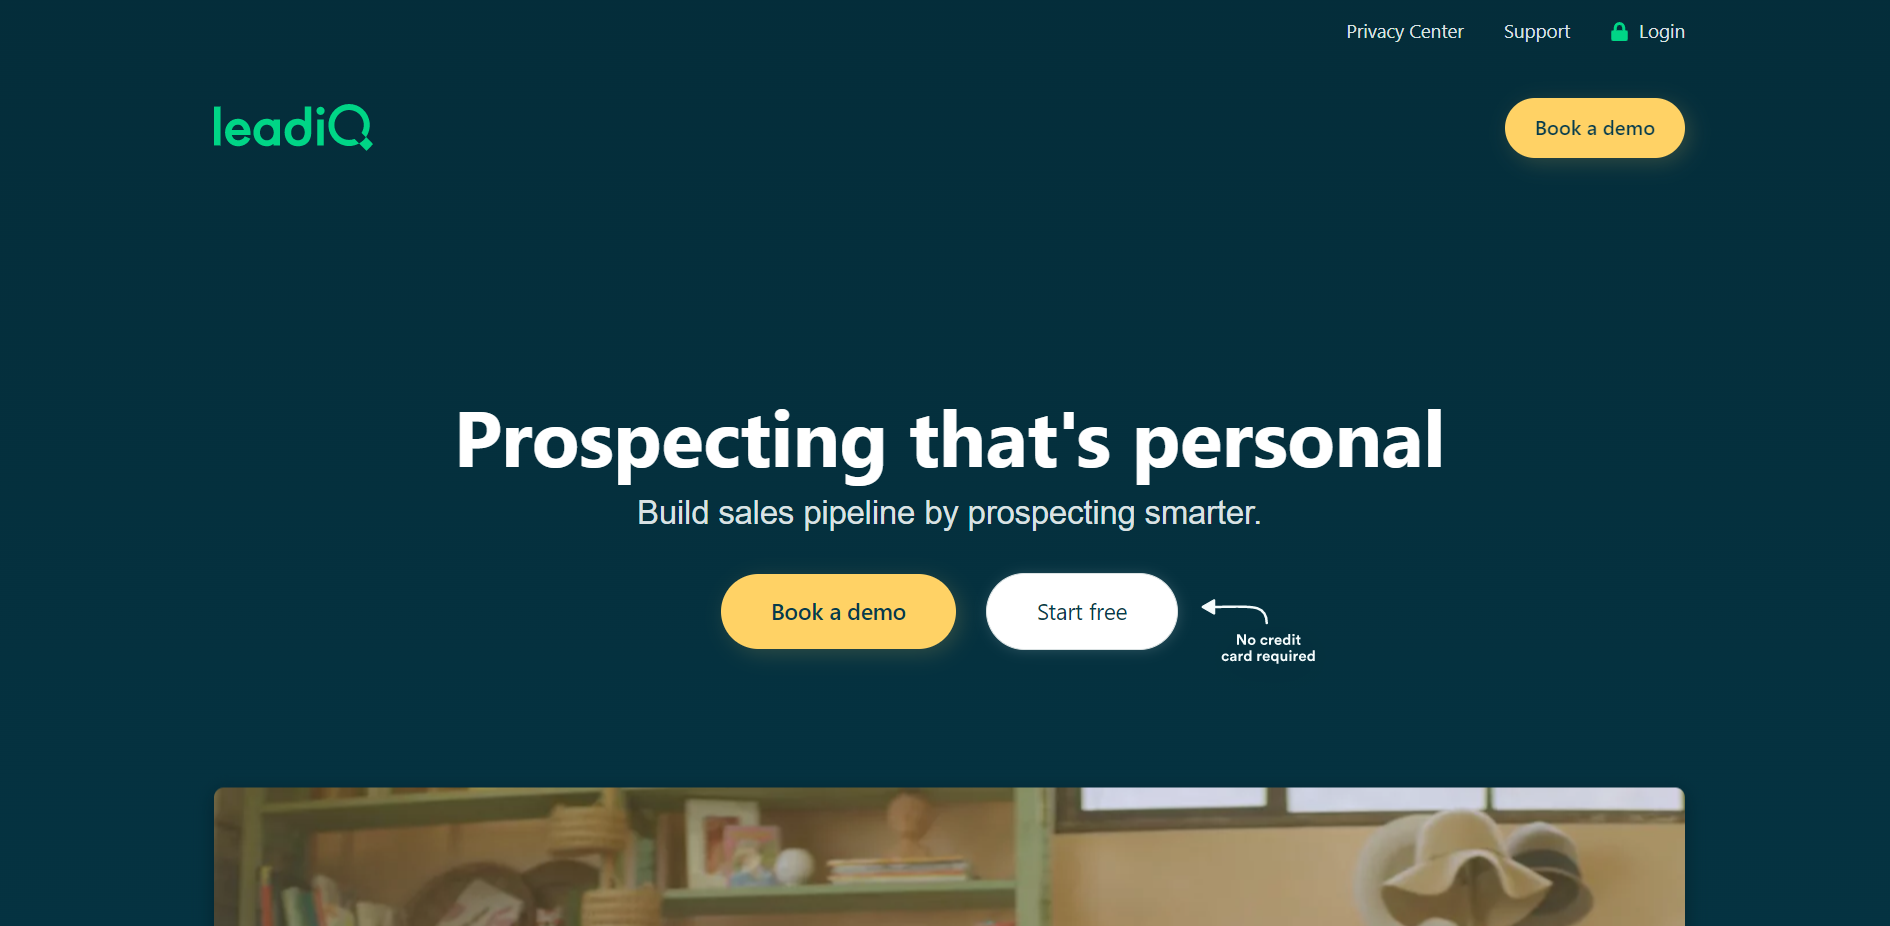 Privacy Center
Support
Login
leadiQ
Book a demo
Prospecting that's personal
Build sales pipeline by prospecting smarter.
Book a demo
Start free
No credit
card required